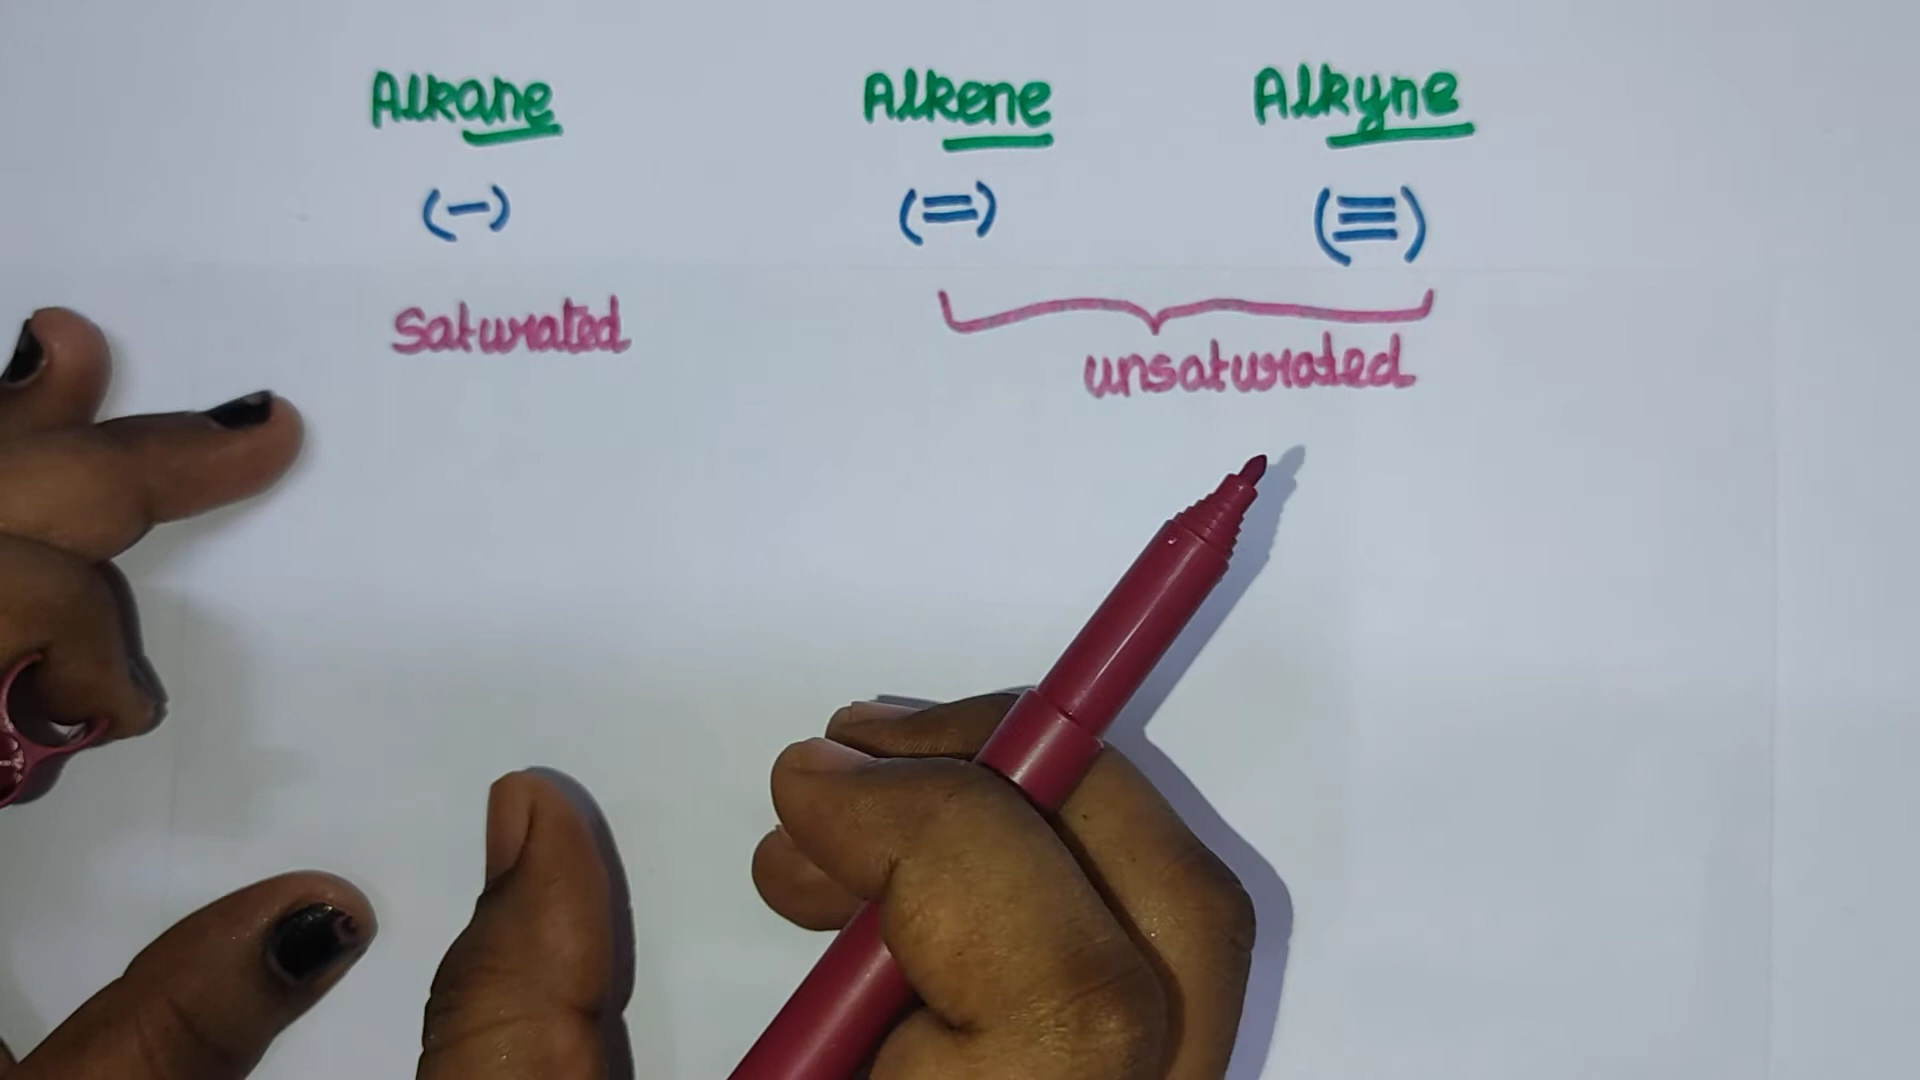 Alkane Alkene Alkyne
(-) (=) (≡)
Saturated
unsaturated